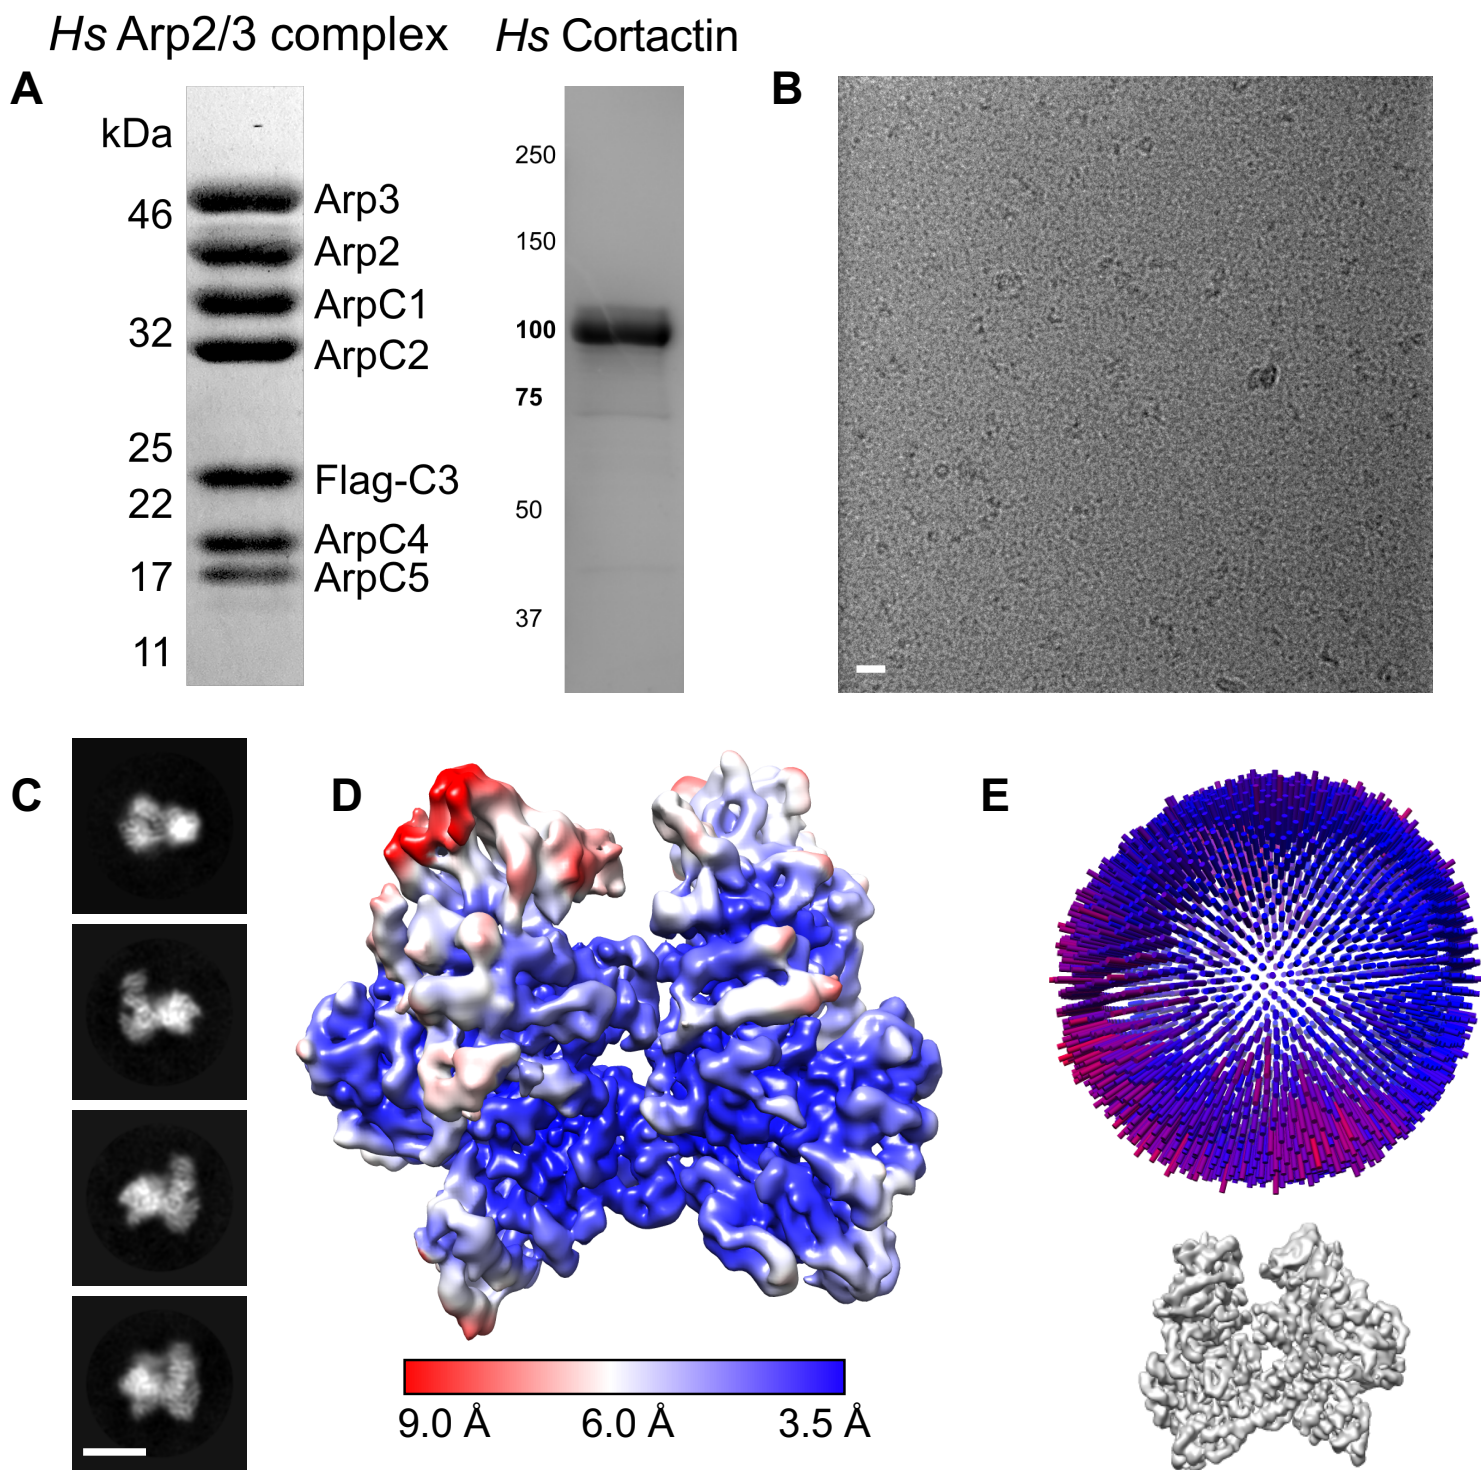 Hs Arp2/3 complex
Hs Cortactin
A
kDa
46
32
25
22
17
11
Arp3
Arp2
ArpC1
ArpC2
Flag-C3
ArpC4
ArpC5
250
150
100
75
50
37
B
C
D
9.0 Å
6.0 Å
3.5 Å
E